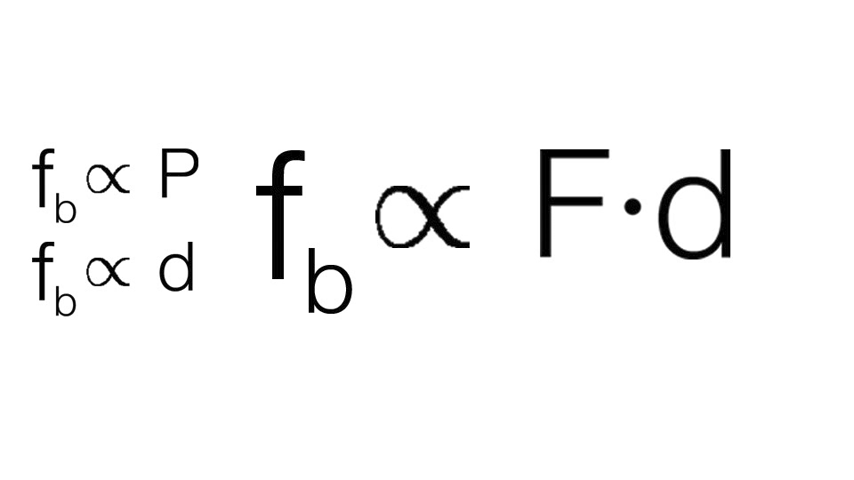 f_b ∝ P
f_b ∝ d
f_b ∝ F·d